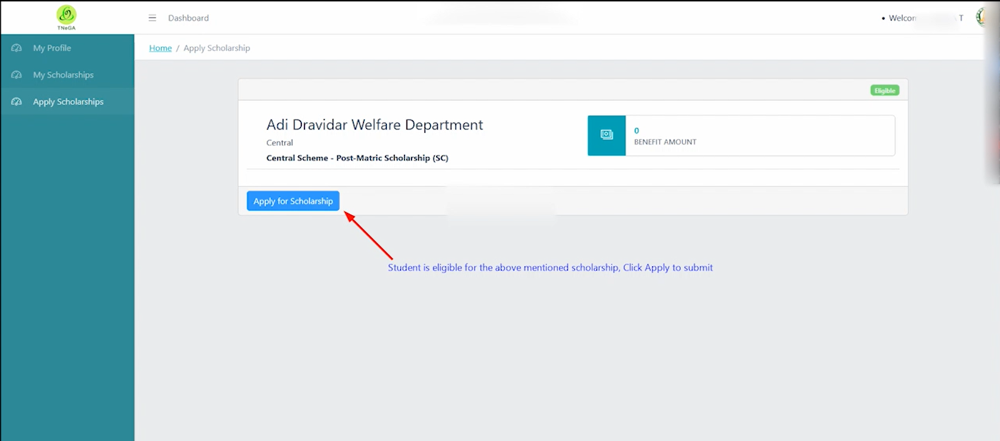 TNeGA
Dashboard
T
My Profile
My Scholarships
Apply Scholarships
Home / Apply Scholarship
Eligible
Adi Dravidar Welfare Department
Central
Central Scheme - Post-Matric Scholarship (SC)
0
BENEFIT AMOUNT
Apply for Scholarship
Student is eligible for the above mentioned scholarship, Click Apply to submit